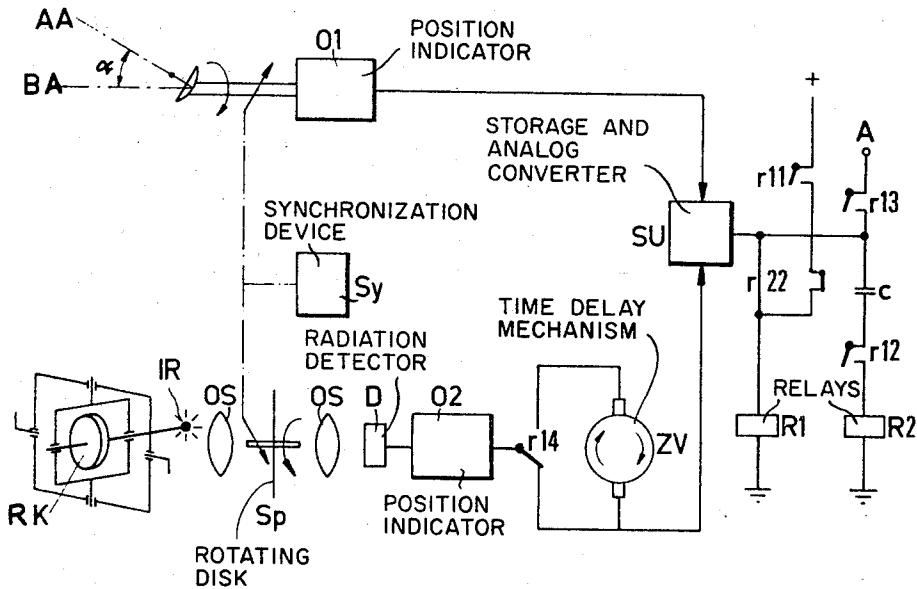 AA
α
BA
O1
POSITION
INDICATOR
STORAGE AND
ANALOG
CONVERTER
SU
+
A
r11
r13
r 22
c
r12
RELAYS
R1
R2
SYNCHRONIZATION
DEVICE
Sy
TIME DELAY
MECHANISM
ZV
r14
RADIATION
DETECTOR
IR
OS
OS
D
O2
RK
Sp
POSITION
INDICATOR
ROTATING
DISK